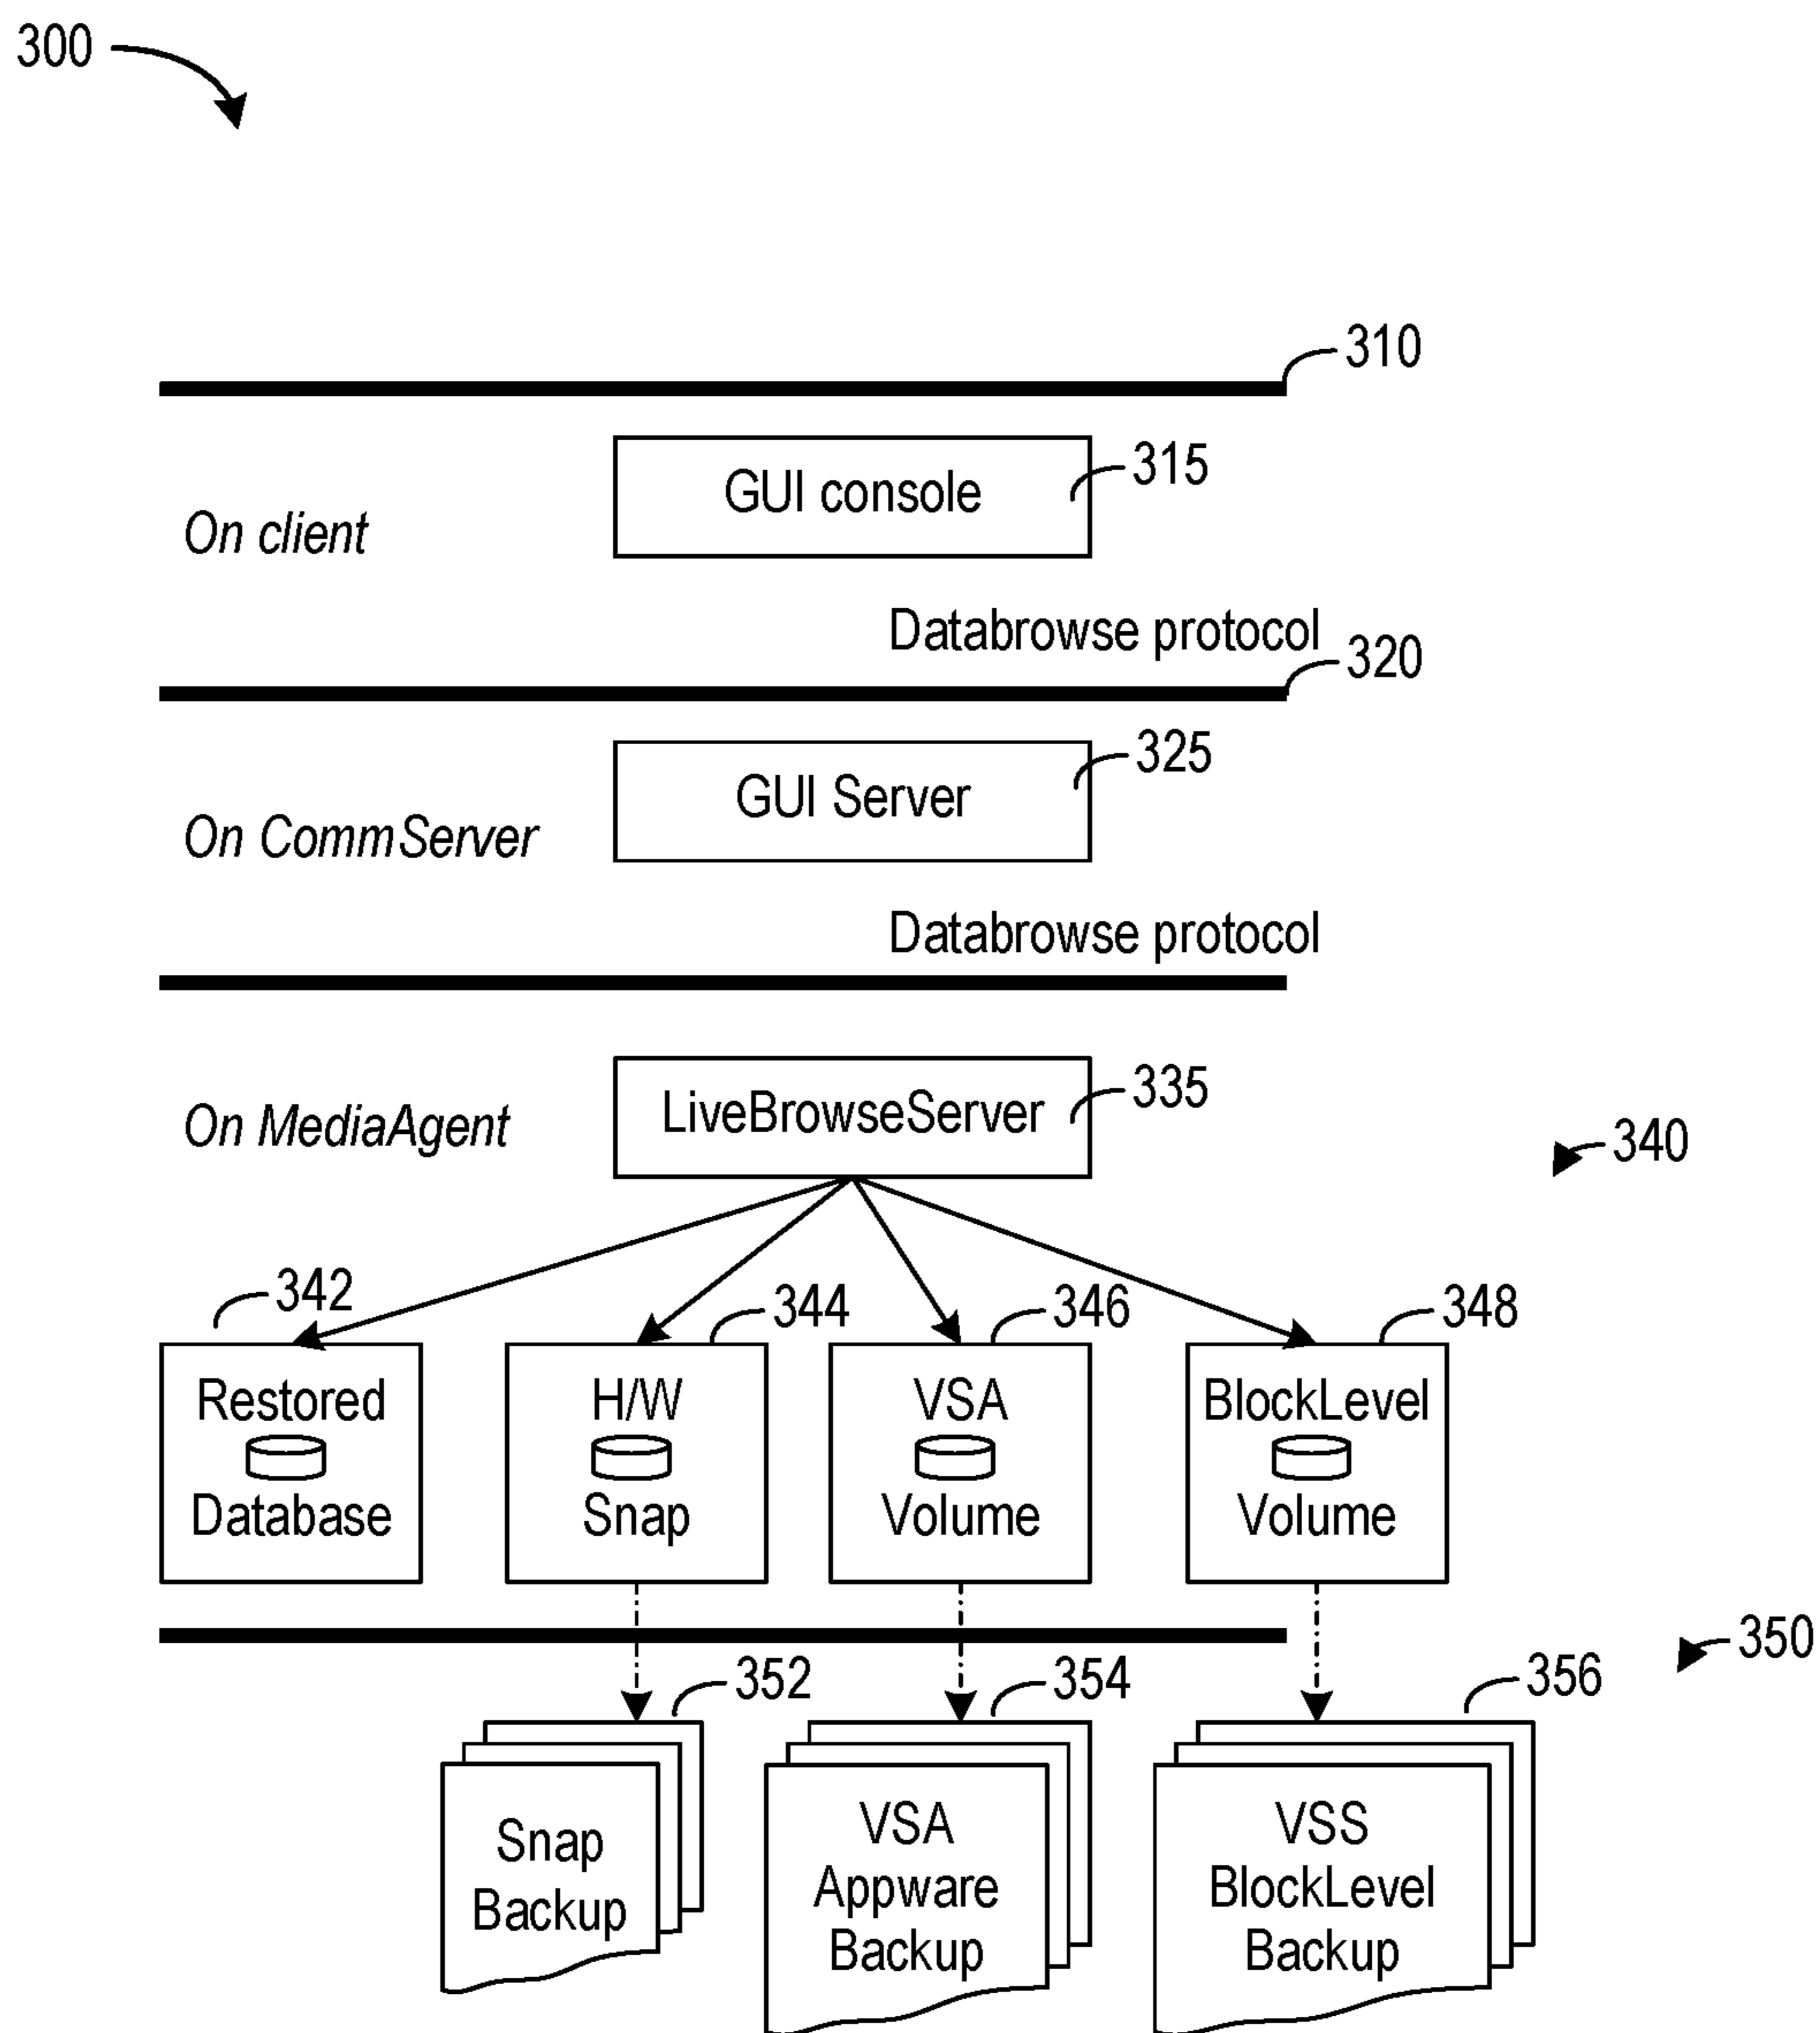 300
310
GUI console
315
On client
Databrowse protocol
320
GUI Server
325
On CommServer
Databrowse protocol
LiveBrowseServer
335
On MediaAgent
340
342
344
346
348
Restored
Database
H/W
Snap
VSA
Volume
BlockLevel
Volume
350
352
354
356
Snap
Backup
VSA
Appware
Backup
VSS
BlockLevel
Backup